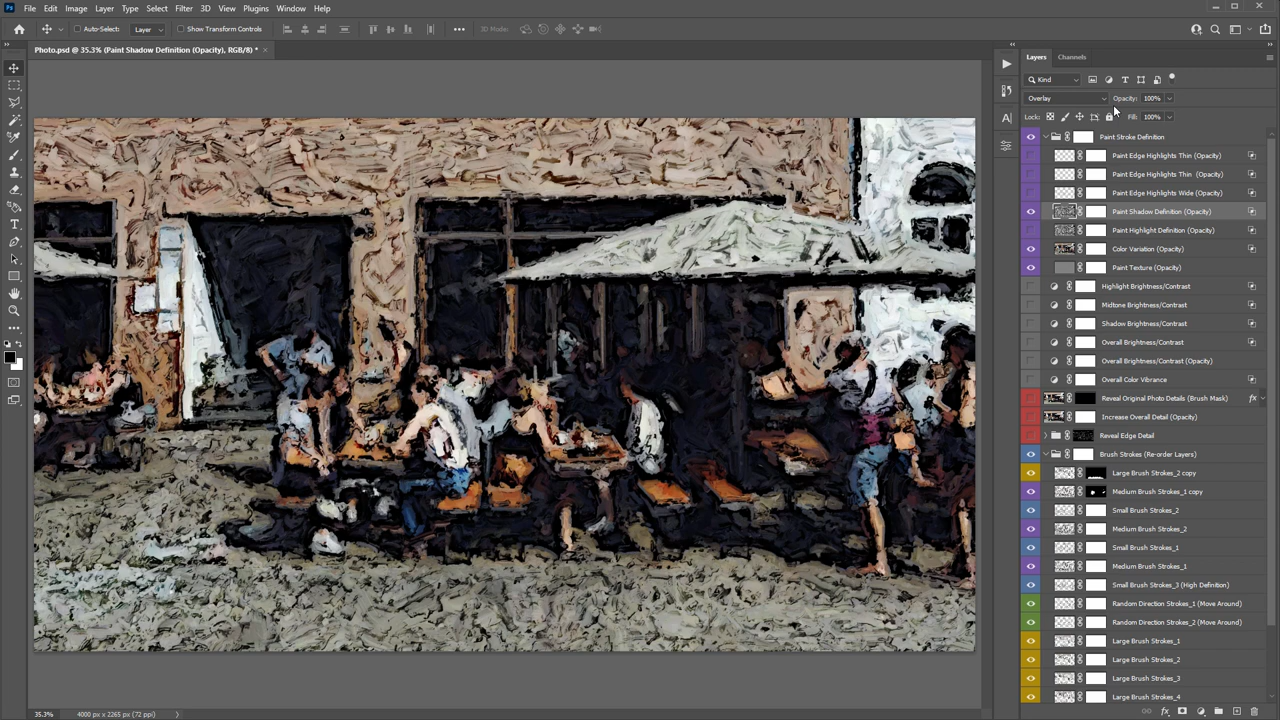 File Edit Image Layer Type Select Filter 3D View Plugins Window Help
Auto-Select: Layer Show Transform Controls 3D Mode:
Photo.psd @ 35.3% (Paint Shadow Definition (Opacity), RGB/8) *
Layers Channels
Kind
Overlay Opacity: 100%
Lock: Fill: 100%
Paint Stroke Definition
Paint Edge Highlights Thin (Opacity)
Paint Edge Highlights Thin (Opacity)
Paint Edge Highlights Wide (Opacity)
Paint Shadow Definition (Opacity)
Paint Highlight Definition (Opacity)
Color Variation (Opacity)
Paint Texture (Opacity)
Highlight Brightness/Contrast
Midtone Brightness/Contrast
Shadow Brightness/Contrast
Overall Brightness/Contrast
Overall Brightness/Contrast (Opacity)
Overall Color Vibrance
Reveal Original Photo Details (Brush Mask) fx
Increase Overall Detail (Opacity)
Reveal Edge Detail
Brush Strokes (Re-order Layers)
Large Brush Strokes_2 copy
Medium Brush Strokes_1 copy
Small Brush Strokes_2
Medium Brush Strokes_2
Small Brush Strokes_1
Medium Brush Strokes_1
Small Brush Strokes_3 (High Definition)
Random Direction Strokes_1 (Move Around)
Random Direction Strokes_2 (Move Around)
Large Brush Strokes_1
Large Brush Strokes_2
Large Brush Strokes_3
Large Brush Strokes_4
35.3% 4000 px x 2265 px (72 ppi)